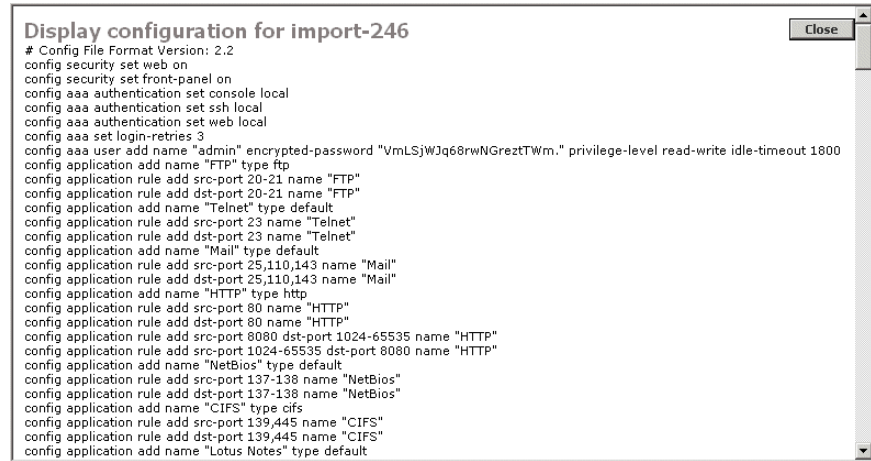 Display configuration for import-246
Close
# Config File Format Version: 2.2
config security set web on
config security set front-panel on
config aaa authentication set console local
config aaa authentication set ssh local
config aaa authentication set web local
config aaa set login-retries 3
config aaa user add name "admin" encrypted-password "VmLSjWJq68rwNGreztTWm." privilege-level read-write idle-timeout 1800
config application add name "FTP" type ftp
config application rule add src-port 20-21 name "FTP"
config application rule add dst-port 20-21 name "FTP"
config application add name "Telnet" type default
config application rule add src-port 23 name "Telnet"
config application rule add dst-port 23 name "Telnet"
config application add name "Mail" type default
config application rule add src-port 25,110,143 name "Mail"
config application rule add dst-port 25,110,143 name "Mail"
config application add name "HTTP" type http
config application rule add src-port 80 name "HTTP"
config application rule add dst-port 80 name "HTTP"
config application rule add src-port 8080 dst-port 1024-65535 name "HTTP"
config application rule add src-port 1024-65535 dst-port 8080 name "HTTP"
config application add name "NetBios" type default
config application rule add src-port 137-138 name "NetBios"
config application rule add dst-port 137-138 name "NetBios"
config application add name "CIFS" type cifs
config application rule add src-port 139,445 name "CIFS"
config application rule add dst-port 139,445 name "CIFS"
config application add name "Lotus Notes" type default